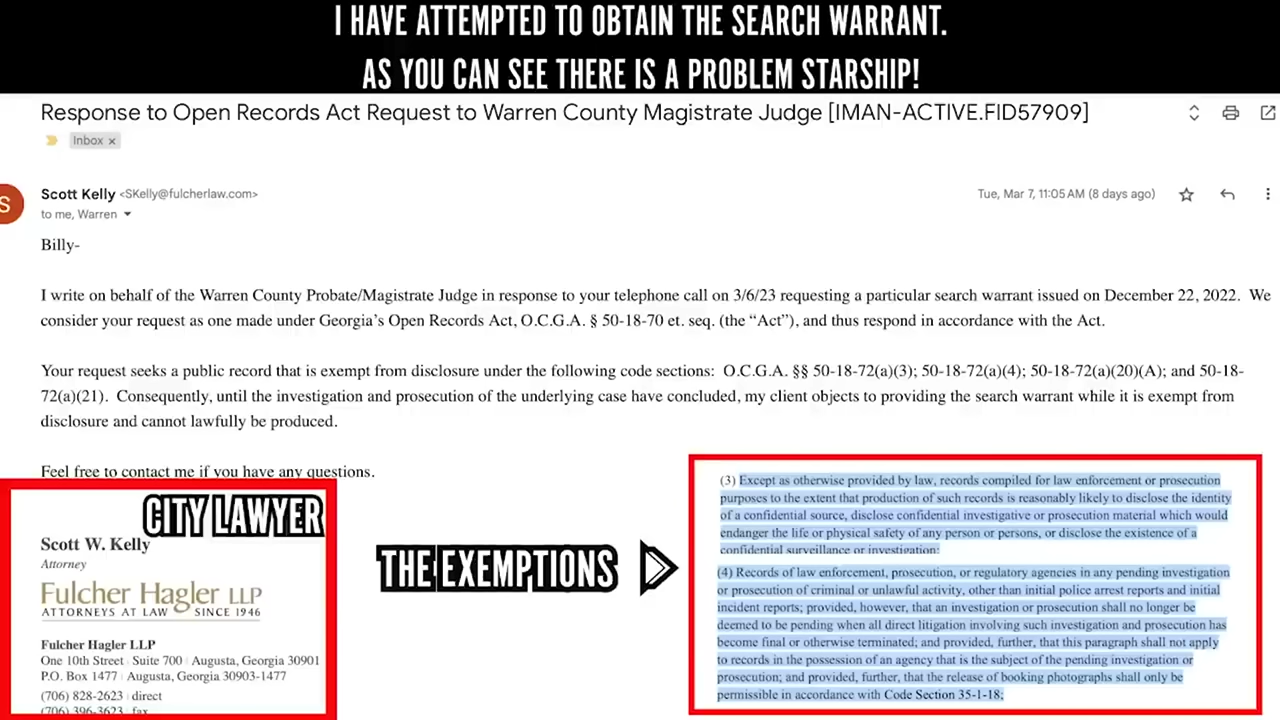 I HAVE ATTEMPTED TO OBTAIN THE SEARCH WARRANT.
AS YOU CAN SEE THERE IS A PROBLEM STARSHIP!
Response to Open Records Act Request to Warren County Magistrate Judge [IMAN-ACTIVE.FID57909]
Inbox ×
S
Scott Kelly <SKelly@fulcherlaw.com>
Tue, Mar 7, 11:05 AM (8 days ago)
to me, Warren
Billy-
I write on behalf of the Warren County Probate/Magistrate Judge in response to your telephone call on 3/6/23 requesting a particular search warrant issued on December 22, 2022. We
consider your request as one made under Georgia's Open Records Act, O.C.G.A. § 50-18-70 et. seq. (the “Act”), and thus respond in accordance with the Act.
Your request seeks a public record that is exempt from disclosure under the following code sections: O.C.G.A. §§ 50-18-72(a)(3); 50-18-72(a)(4); 50-18-72(a)(20)(A); and 50-18-
72(a)(21). Consequently, until the investigation and prosecution of the underlying case have concluded, my client objects to providing the search warrant while it is exempt from
disclosure and cannot lawfully be produced.
Feel free to contact me if you have any questions.
CITY LAWYER
Scott W. Kelly
Attorney
Fulcher Hagler LLP
ATTORNEYS AT LAW SINCE 1946
Fulcher Hagler LLP
One 10th Street | Suite 700 | Augusta, Georgia 30901
P.O. Box 1477 | Augusta, Georgia 30903-1477
(706) 828-2623 | direct
(706) 396-3623 | fax
THE EXEMPTIONS
(3) Except as otherwise provided by law, records compiled for law enforcement or prosecution
purposes to the extent that production of such records is reasonably likely to disclose the identity
of a confidential source, disclose confidential investigative or prosecution material which would
endanger the life or physical safety of any person or persons, or disclose the existence of a
confidential surveillance or investigation;
(4) Records of law enforcement, prosecution, or regulatory agencies in any pending investigation
or prosecution of criminal or unlawful activity, other than initial police arrest reports and initial
incident reports; provided, however, that an investigation or prosecution shall no longer be
deemed to be pending when all direct litigation involving such investigation and prosecution has
become final or otherwise terminated; and provided, further, that this paragraph shall not apply
to records in the possession of an agency that is the subject of the pending investigation or
prosecution; and provided, further, that the release of booking photographs shall only be
permissible in accordance with Code Section 35-1-18;